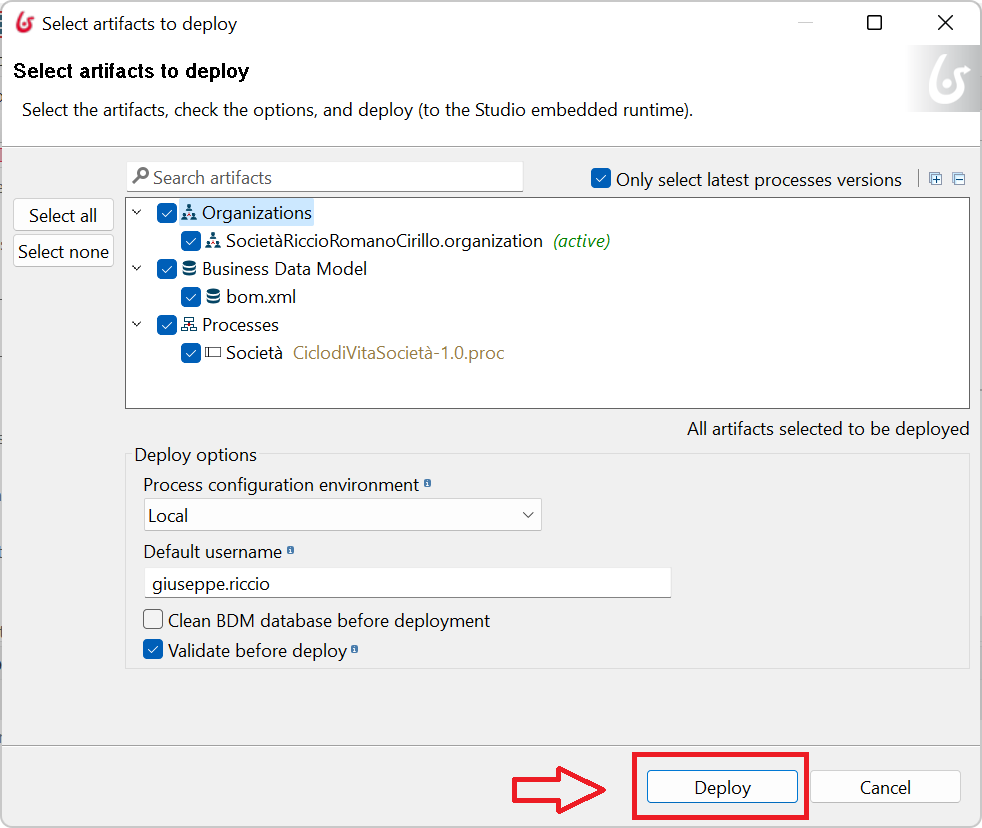 Select artifacts to deploy
Select artifacts to deploy
Select the artifacts, check the options, and deploy (to the Studio embedded runtime).
Search artifacts
Only select latest processes versions
Select all
Select none
Organizations
SocietàRiccioRomanoCirillo.organization (active)
Business Data Model
bom.xml
Processes
Società CiclodiVitaSocietà-1.0.proc
All artifacts selected to be deployed
Deploy options
Process configuration environment
Local
Default username
giuseppe.riccio
Clean BDM database before deployment
Validate before deploy
Deploy
Cancel